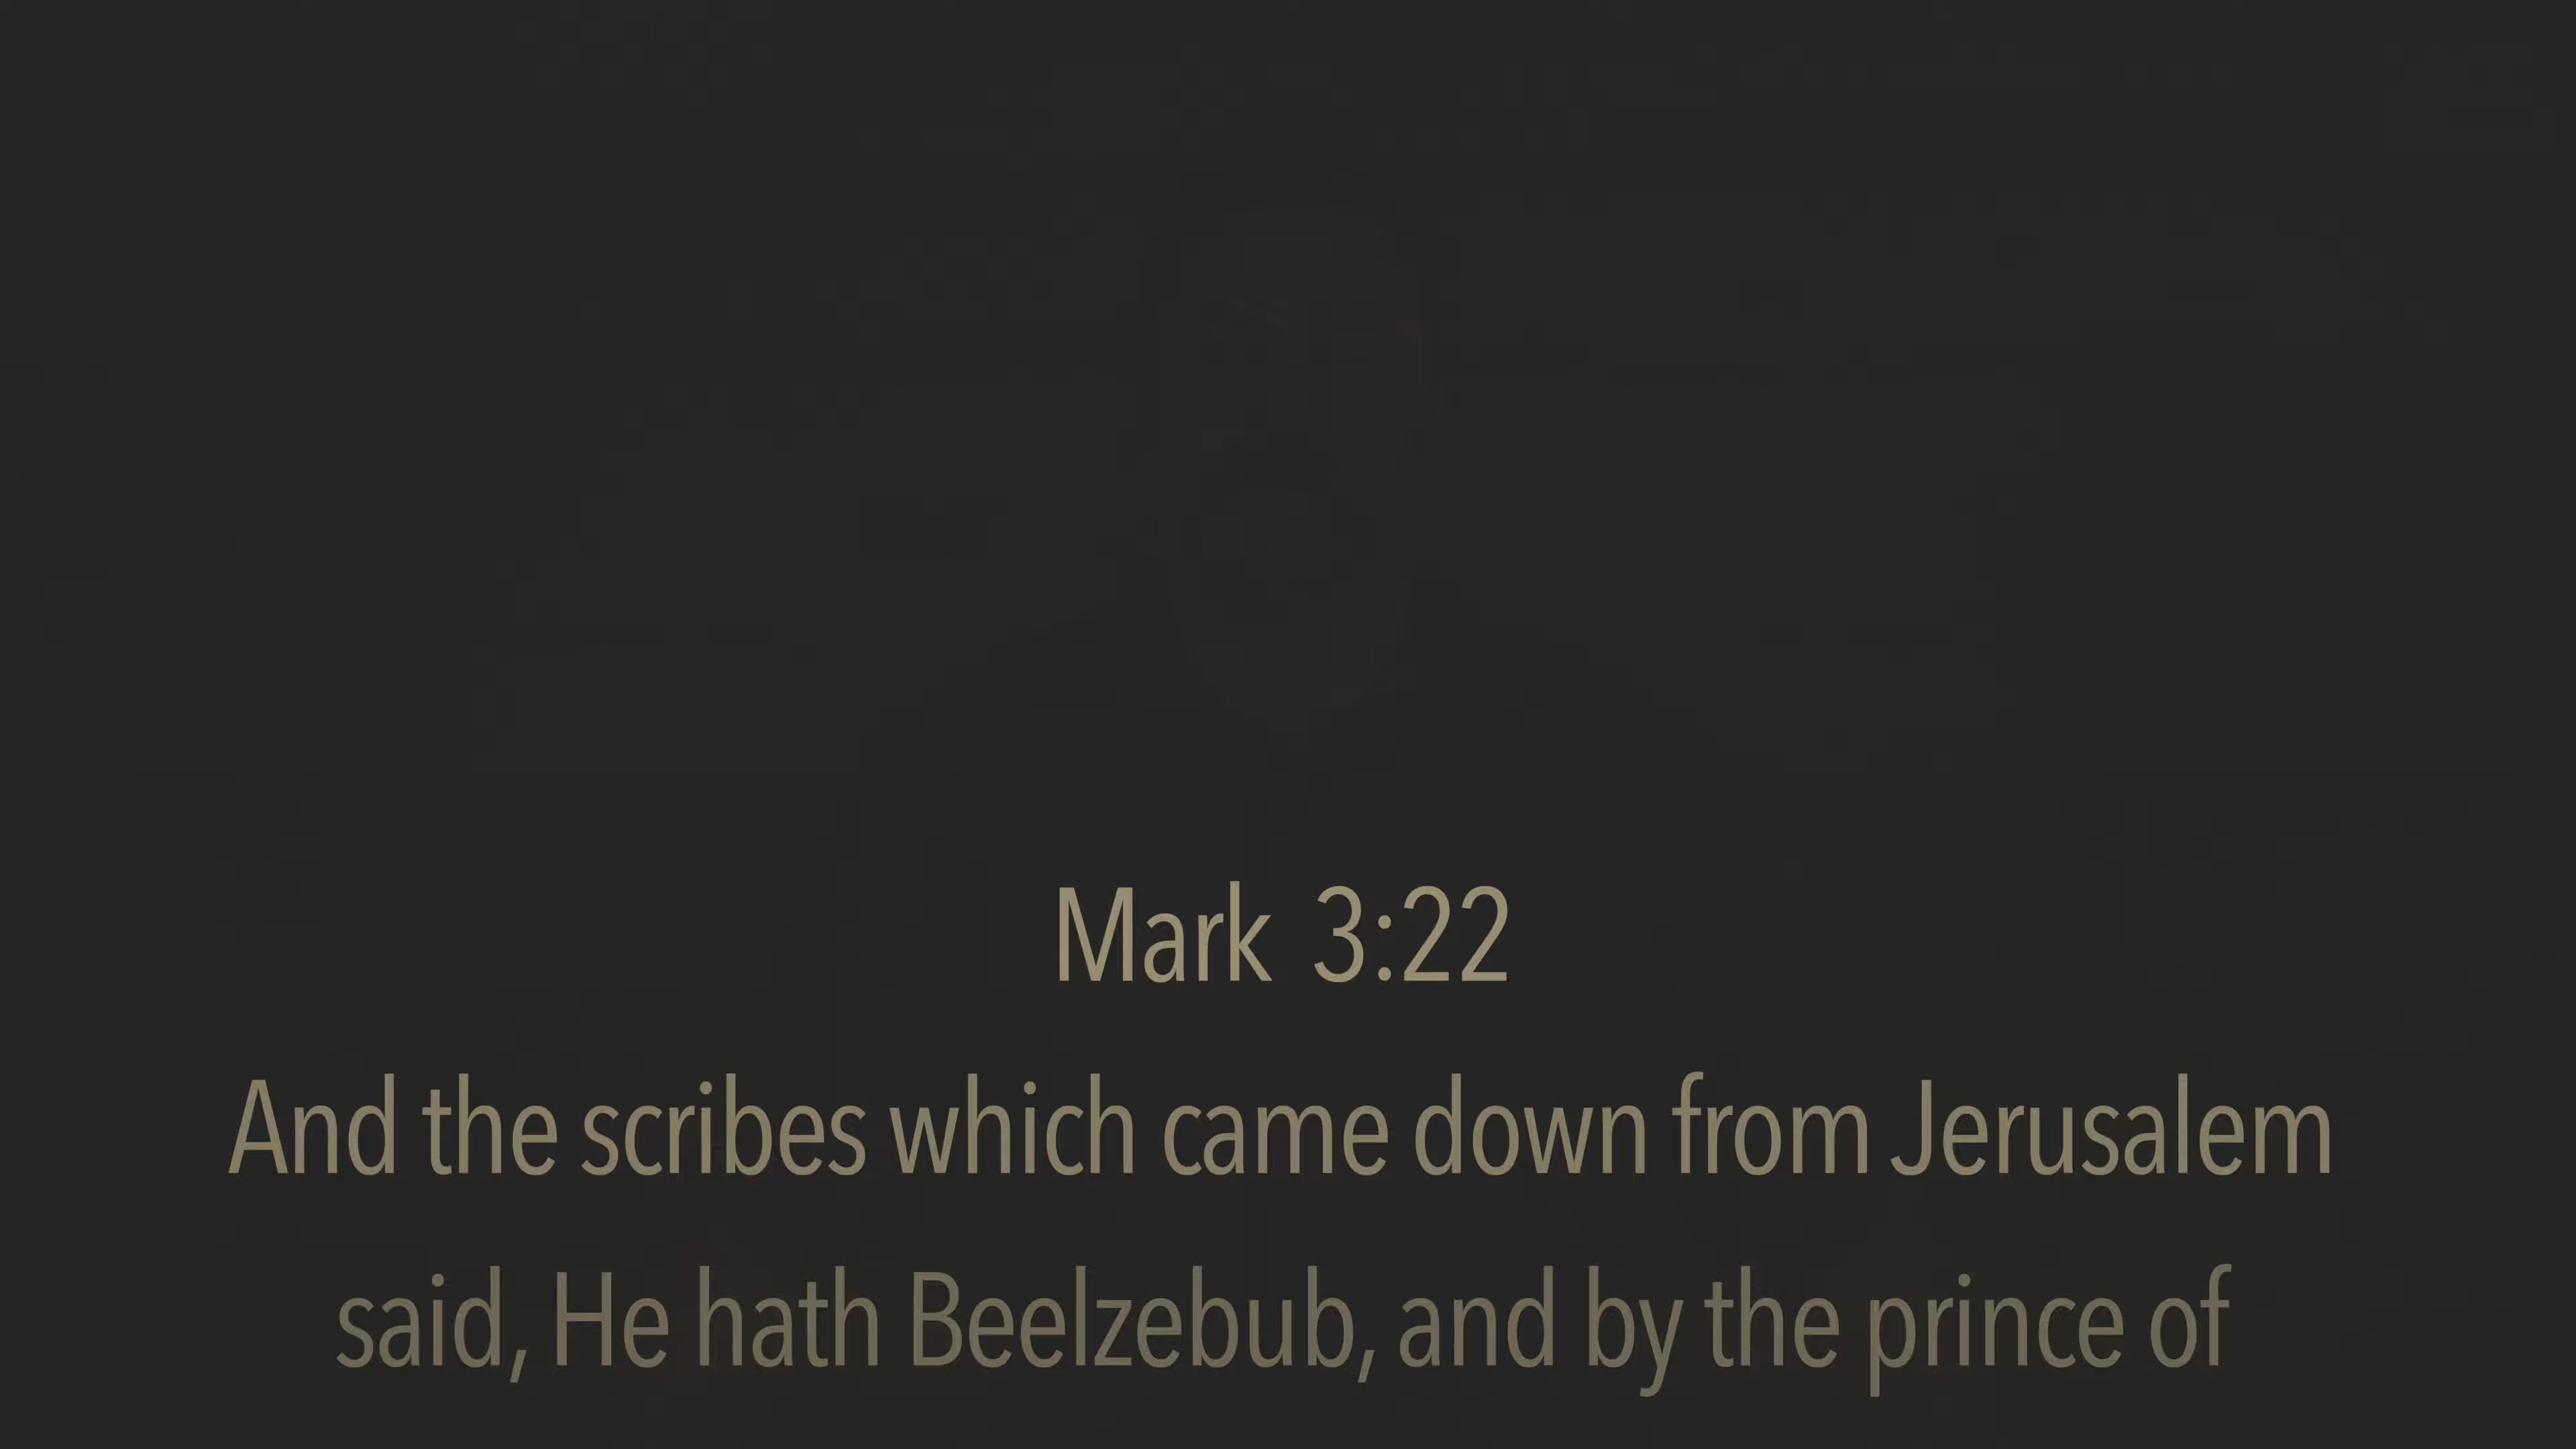 Mark 3:22
And the scribes which came down from Jerusalem
said, He hath Beelzebub, and by the prince of